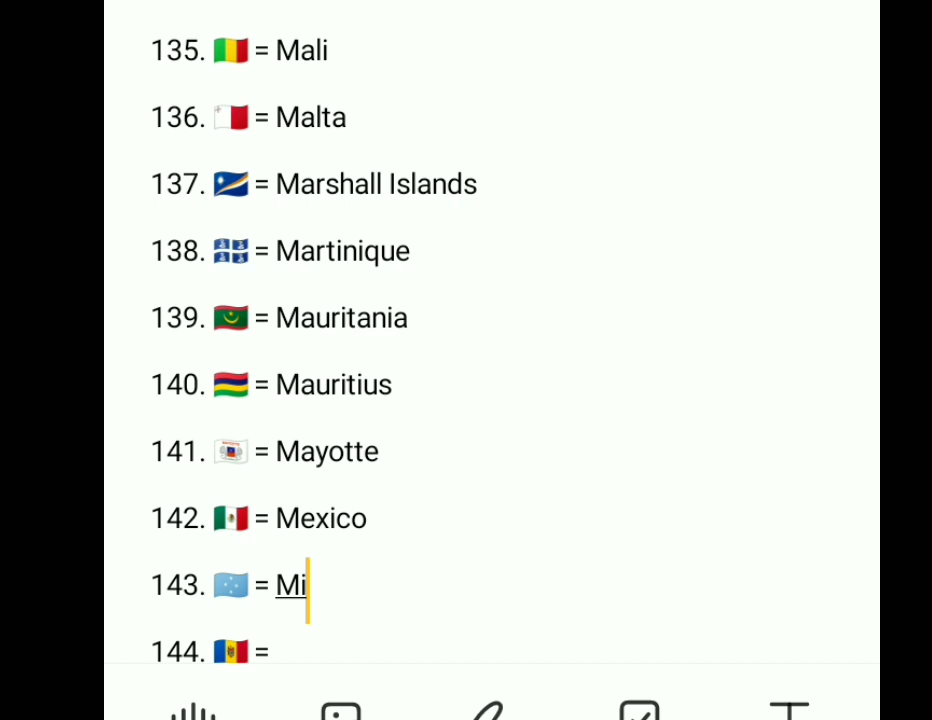 135. 🇲🇱 = Mali
136. 🇲🇹 = Malta
137. 🇲🇭 = Marshall Islands
138. 🇲🇶 = Martinique
139. 🇲🇷 = Mauritania
140. 🇲🇺 = Mauritius
141. 🇾🇹 = Mayotte
142. 🇲🇽 = Mexico
143. 🇫🇲 = Mi
144. 🇲🇩 =